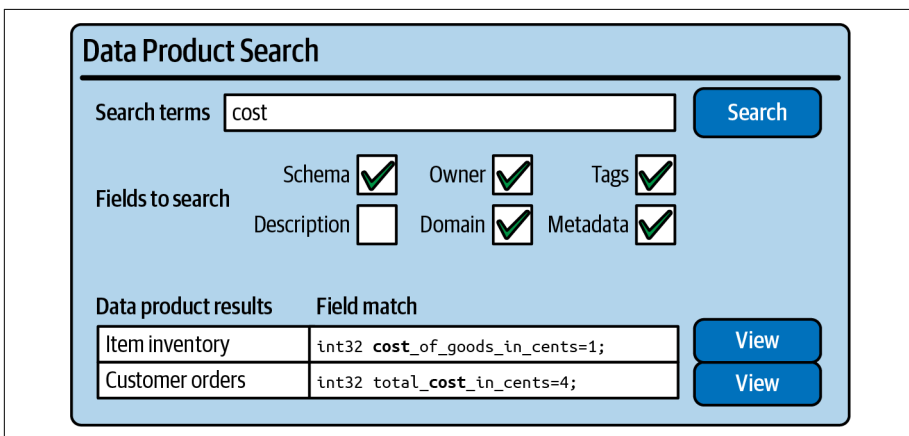 Data Product Search
Search terms cost Search
Schema Owner Tags
Fields to search
Description Domain Metadata
Data product results Field match
Item inventory int32 cost_of_goods_in_cents=1; View
Customer orders int32 total_cost_in_cents=4; View